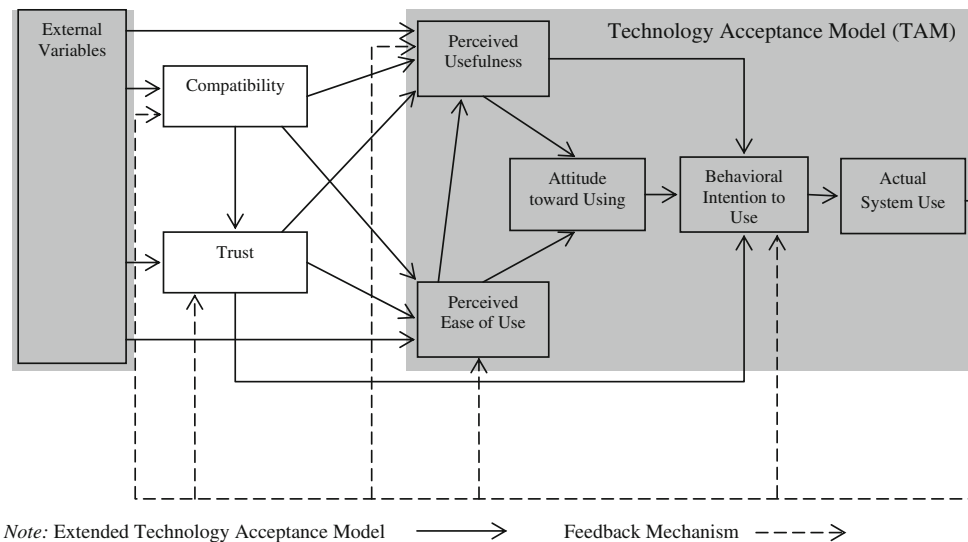 External
Variables
Compatibility
Trust
Technology Acceptance Model (TAM)
Perceived
Usefulness
Attitude
toward Using
Behavioral
Intention to
Use
Actual
System Use
Perceived
Ease of Use
Note: Extended Technology Acceptance Model
Feedback Mechanism